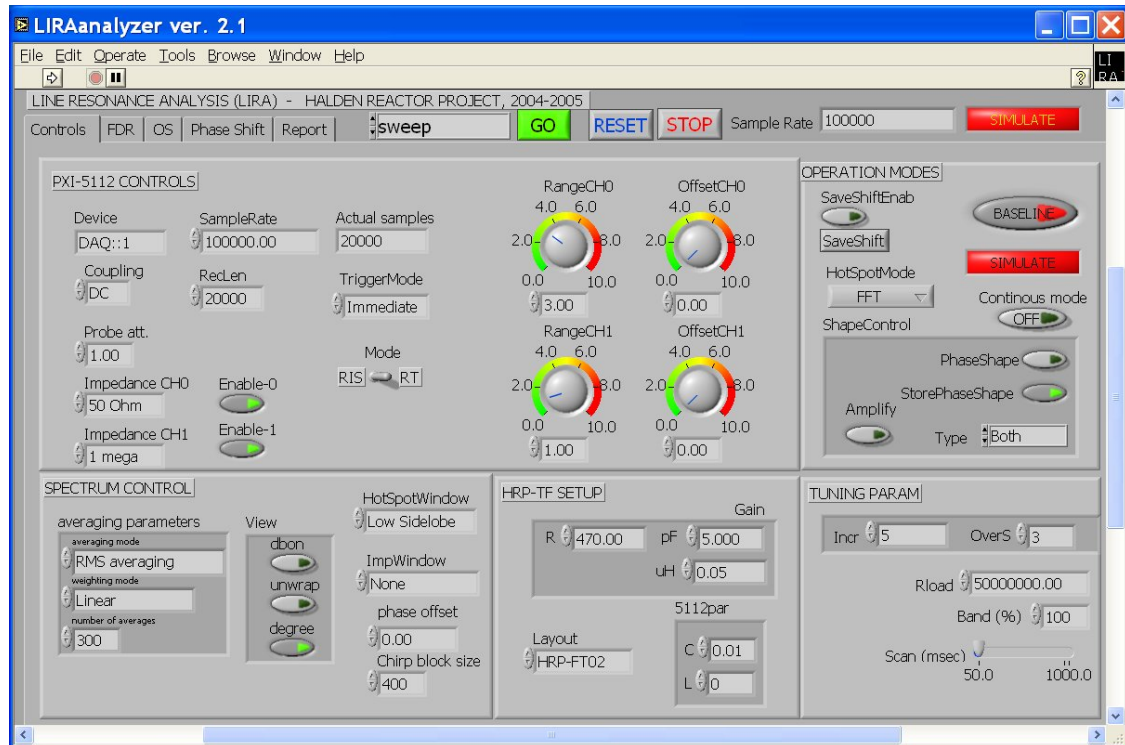 LIRAanalyzer ver. 2.1
File Edit Operate Tools Browse Window Help
LI
RA
LINE RESONANCE ANALYSIS (LIRA) - HALDEN REACTOR PROJECT, 2004-2005
Controls FDR OS Phase Shift Report sweep GO RESET STOP Sample Rate 100000 SIMULATE
PXI-5112 CONTROLS
Device SampleRate Actual samples
DAQ::1 100000.00 20000
Coupling RecLen TriggerMode
DC 20000 Immediate
Probe att.
1.00
Mode
RIS RT
Impedance CH0 Enable-0
50 Ohm
Impedance CH1 Enable-1
1 mega
RangeCH0 OffsetCH0
4.0 6.0 4.0 6.0
2.0 8.0 2.0 8.0
0.0 10.0 0.0 10.0
3.00 0.00
RangeCH1 OffsetCH1
4.0 6.0 4.0 6.0
2.0 8.0 2.0 8.0
0.0 10.0 0.0 10.0
1.00 0.00
OPERATION MODES
SaveShiftEnab
BASELINE
SaveShift
SIMULATE
HotSpotMode
FFT
Continous mode
OFF
ShapeControl
PhaseShape
StorePhaseShape
Amplify
Type Both
SPECTRUM CONTROL
averaging parameters
averaging mode
RMS averaging
weighting mode
Linear
number of averages
300
View
dbon
unwrap
degree
HotSpotWindow
Low Sidelobe
ImpWindow
None
phase offset
0.00
Chirp block size
400
HRP-TF SETUP
Gain
R 470.00 pF 5.000
uH 0.05
5112par
C 0.01
L 0
Layout
HRP-FT02
TUNING PARAM
Incr 5 OverS 3
Rload 50000000.00
Band (%) 100
Scan (msec)
50.0 1000.0